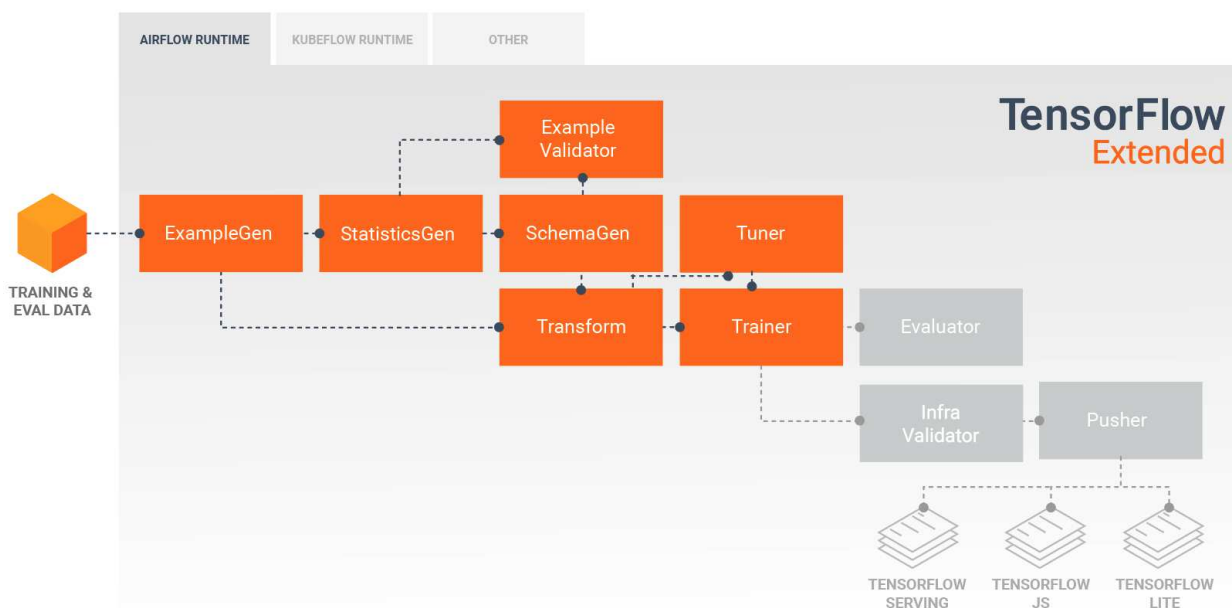 AIRFLOW RUNTIME
KUBEFLOW RUNTIME
OTHER
TensorFlow
Extended
Example
Validator
ExampleGen
StatisticsGen
SchemaGen
Tuner
TRAINING &
EVAL DATA
Transform
Trainer
Evaluator
Infra
Validator
Pusher
TENSORFLOW
SERVING
TENSORFLOW
JS
TENSORFLOW
LITE